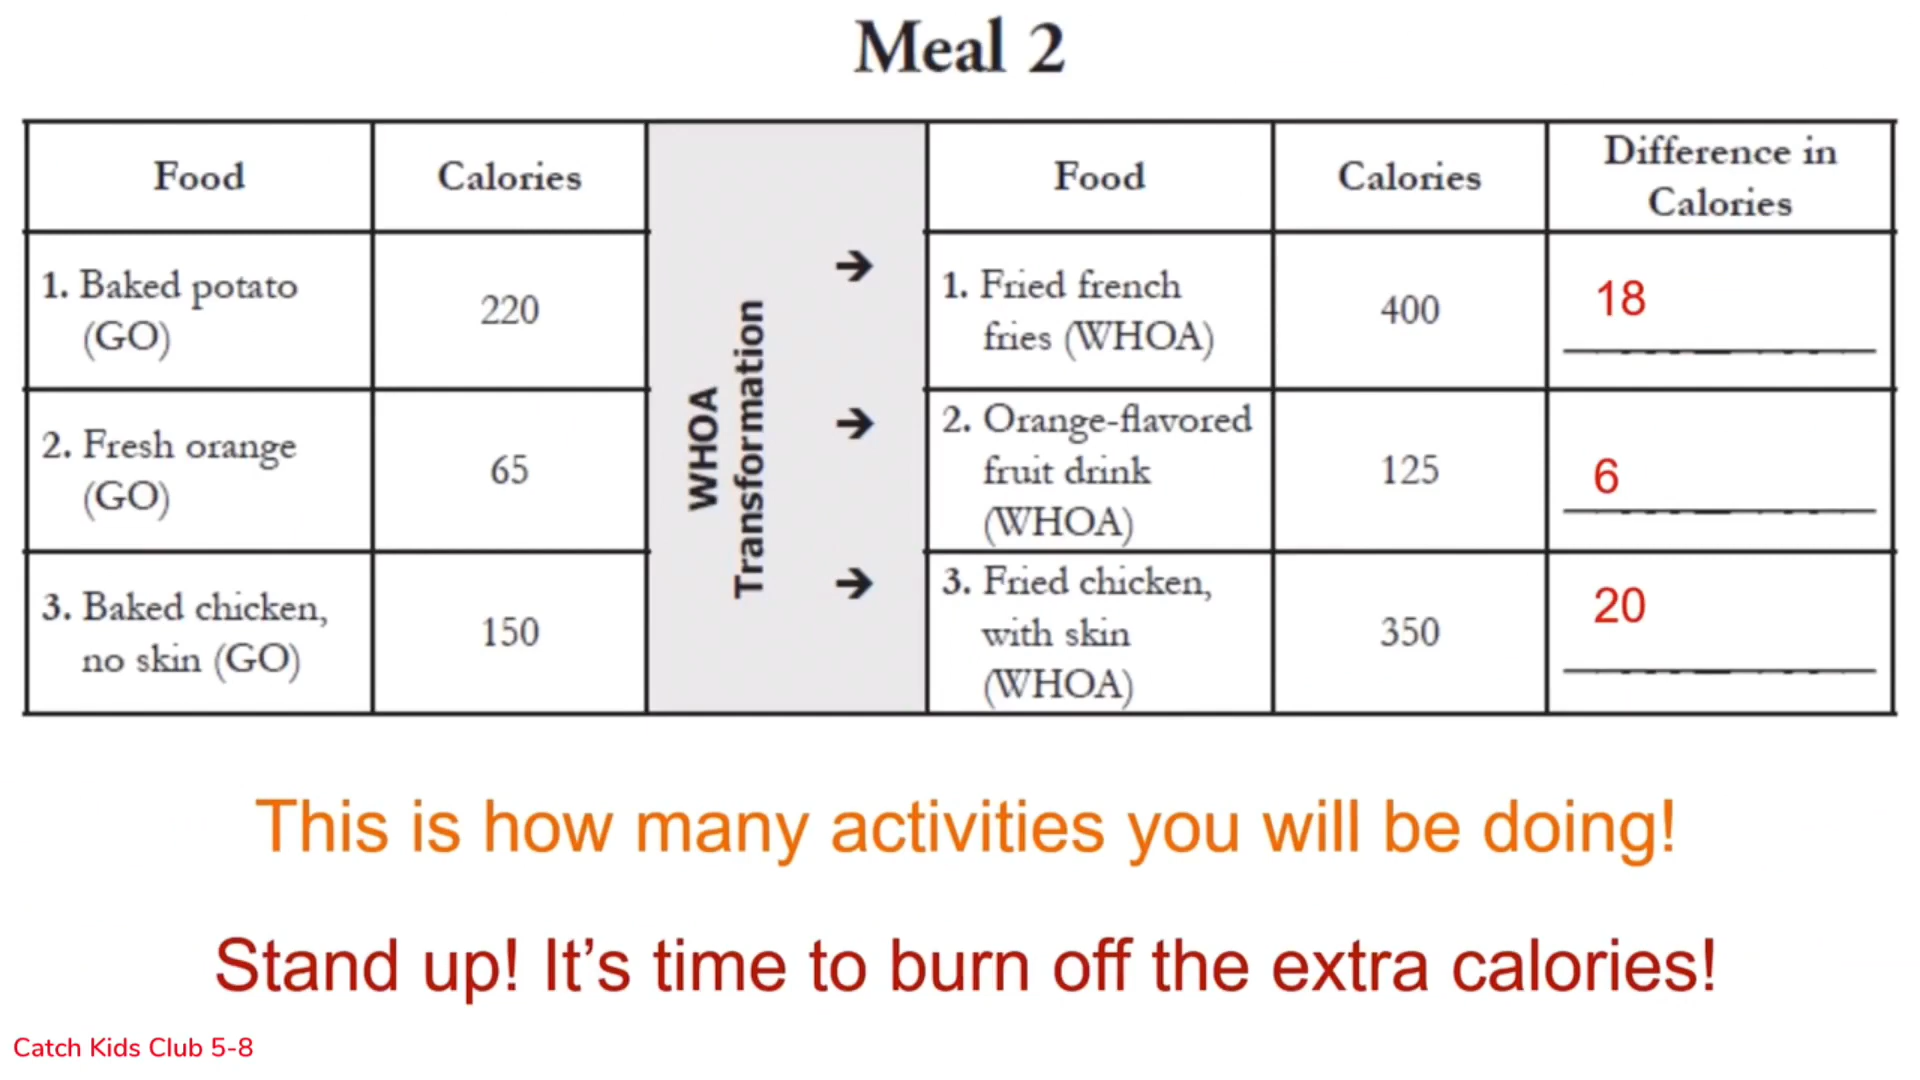 Meal 2
Food
Calories
Food
Calories
Difference in
Calories
1. Baked potato
(GO)
220
WHOA
Transformation
→
1. Fried french
fries (WHOA)
400
18
2. Fresh orange
(GO)
65
→
2. Orange-flavored
fruit drink
(WHOA)
125
6
3. Baked chicken,
no skin (GO)
150
→
3. Fried chicken,
with skin
(WHOA)
350
20
This is how many activities you will be doing!
Stand up! It’s time to burn off the extra calories!
Catch Kids Club 5-8